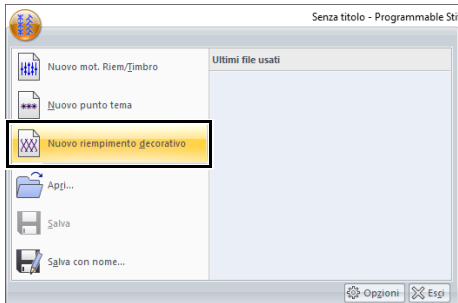 Senza titolo - Programmable Sti
Nuovo mot. Riem/Timbro
Ultimi file usati
Nuovo punto tema
Nuovo riempimento decorativo
Apri...
Salva
Salva con nome...
Opzioni
Esci